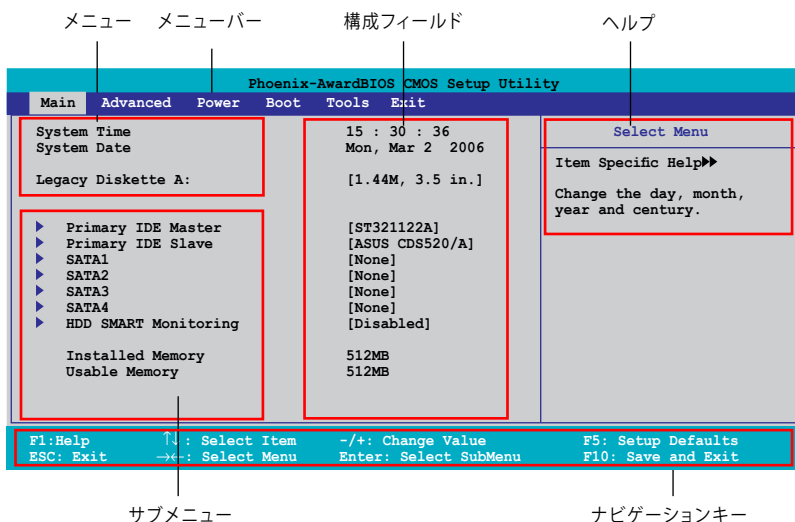 メニュー メニューバー 構成フィールド ヘルプ
Phoenix-AwardBIOS CMOS Setup Utility
Main Advanced Power Boot Tools Exit
System Time 15 : 30 : 36
System Date Mon, Mar 2 2006
Legacy Diskette A: [1.44M, 3.5 in.]
Primary IDE Master [ST321122A]
Primary IDE Slave [ASUS CDS520/A]
SATA1 [None]
SATA2 [None]
SATA3 [None]
SATA4 [None]
HDD SMART Monitoring [Disabled]
Installed Memory 512MB
Usable Memory 512MB
Select Menu
Item Specific Help▶▶
Change the day, month,
year and century.
F1:Help ↑↓: Select Item -/+: Change Value F5: Setup Defaults
ESC: Exit →←: Select Menu Enter: Select SubMenu F10: Save and Exit
サブメニュー ナビゲーションキー